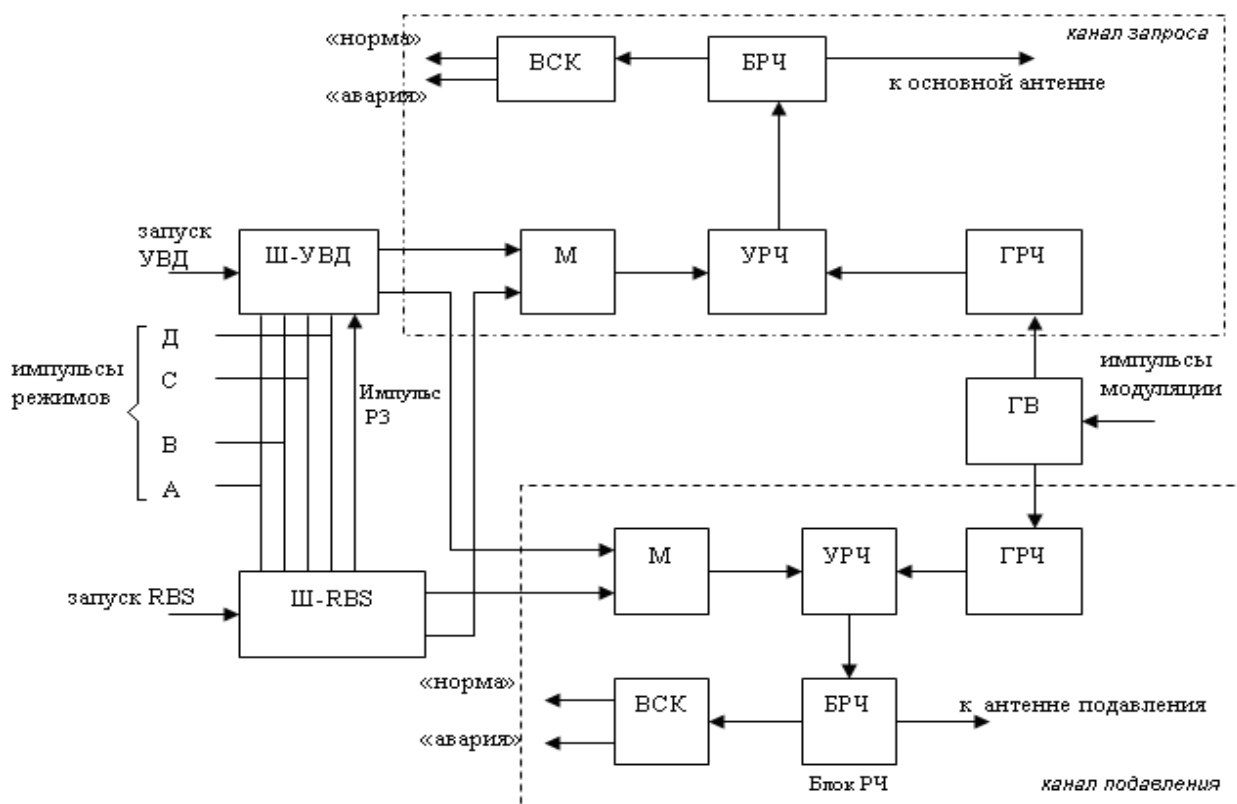 «норма»
«авария»
ВСК
БРЧ
канал запроса
к основной антенне
запуск
УВД
Ш-УВД
М
УРЧ
ГРЧ
импульсы
режимов
Д
С
В
А
Импульс
Р3
ГВ
импульсы
модуляции
запуск RBS
Ш-RBS
М
УРЧ
ГРЧ
«норма»
«авария»
ВСК
БРЧ
к антенне подавления
Блок РЧ
канал подавления